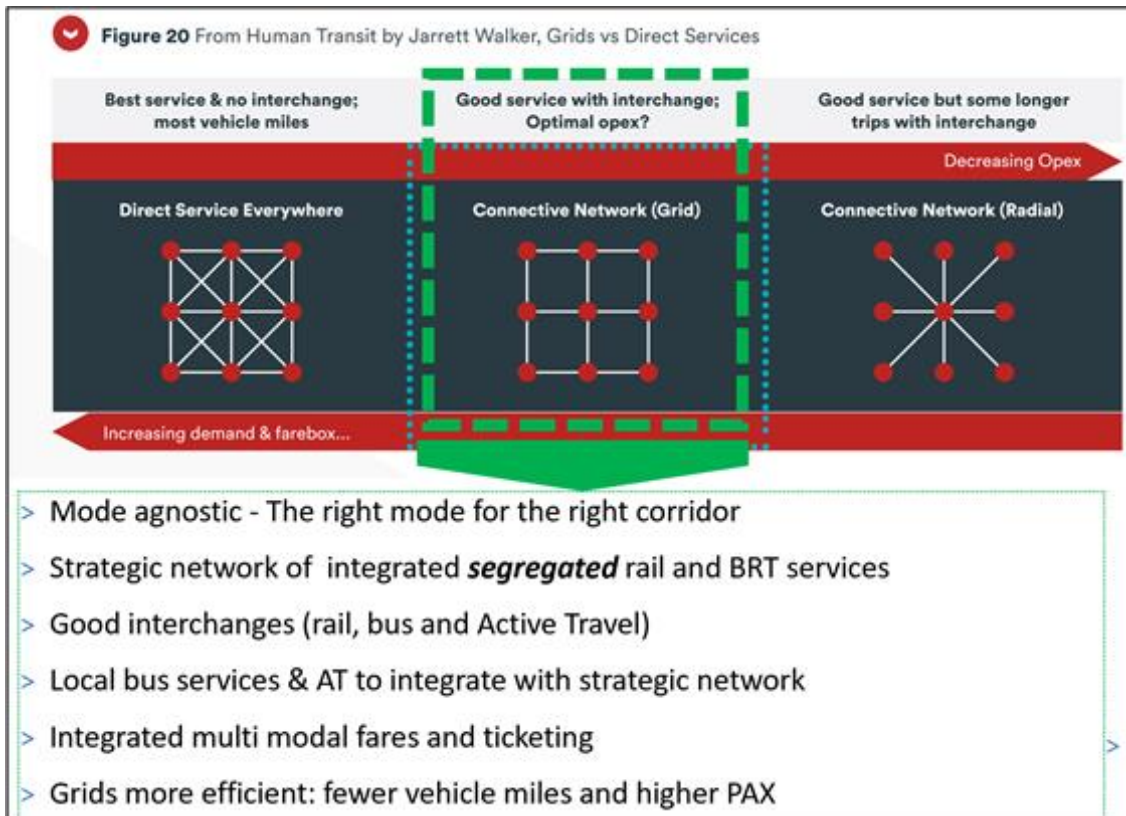 Figure 20 From Human Transit by Jarrett Walker, Grids vs Direct Services
Best service & no interchange;
most vehicle miles
Good service with interchange;
Optimal opex?
Good service but some longer
trips with interchange
Decreasing Opex
Direct Service Everywhere
Connective Network (Grid)
Connective Network (Radial)
Increasing demand & farebox...
> Mode agnostic - The right mode for the right corridor
> Strategic network of integrated segregated rail and BRT services
> Good interchanges (rail, bus and Active Travel)
> Local bus services & AT to integrate with strategic network
> Integrated multi modal fares and ticketing
>
> Grids more efficient: fewer vehicle miles and higher PAX